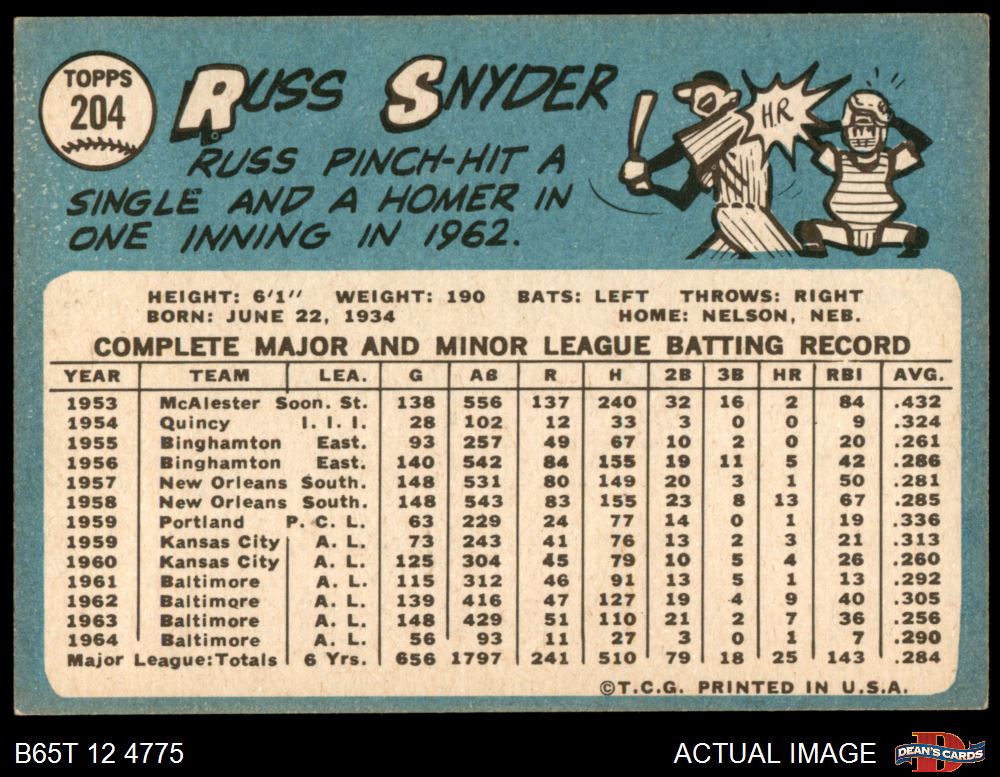 TOPPS
204
RUSS SNYDER
H.R
RUSS PINCH-HIT A
SINGLE AND A HOMER IN
ONE INNING IN 1962.
HEIGHT: 6'1" WEIGHT: 190 BATS: LEFT THROWS: RIGHT
BORN: JUNE 22, 1934 HOME: NELSON, NEB.
COMPLETE MAJOR AND MINOR LEAGUE BATTING RECORD
YEAR TEAM LEA. G AB R H 2B 3B HR RBI AVG.
1953 McAlester Soon. St. 138 556 137 240 32 16 2 84 .432
1954 Quincy I. I. I. 28 102 12 33 3 0 0 9 .324
1955 Binghamton East. 93 257 49 67 10 2 0 20 .261
1956 Binghamton East. 140 542 84 155 19 11 5 42 .286
1957 New Orleans South. 148 531 80 149 20 3 1 50 .281
1958 New Orleans South. 148 543 83 155 23 8 13 67 .285
1959 Portland P. C. L. 63 229 24 77 14 0 1 19 .336
1959 Kansas City A. L. 73 243 41 76 13 2 3 21 .313
1960 Kansas City A. L. 125 304 45 79 10 5 4 26 .260
1961 Baltimore A. L. 115 312 46 91 13 5 1 13 .292
1962 Baltimore A. L. 139 416 47 127 19 4 9 40 .305
1963 Baltimore A. L. 148 429 51 110 21 2 7 36 .256
1964 Baltimore A. L. 56 93 11 27 3 0 1 7 .290
Major League: Totals 6 Yrs. 656 1797 241 510 79 18 25 143 .284
©T.C.G. PRINTED IN U.S.A.
B65T 12 4775 ACTUAL IMAGE DEAN'S CARDS